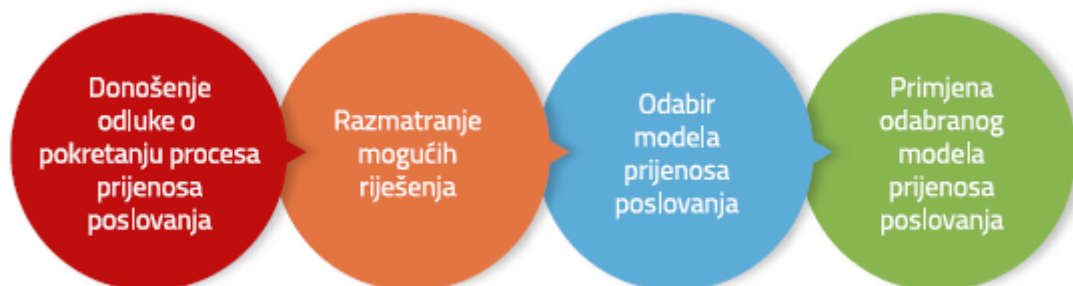 Donošenje
odluke o
pokretanju procesa
prijenosa
poslovanja
Razmatranje
mogućih
riješenja
Odabir
modela
prijenosa
poslovanja
Primjena
odabranog
modela
prijenosa
poslovanja